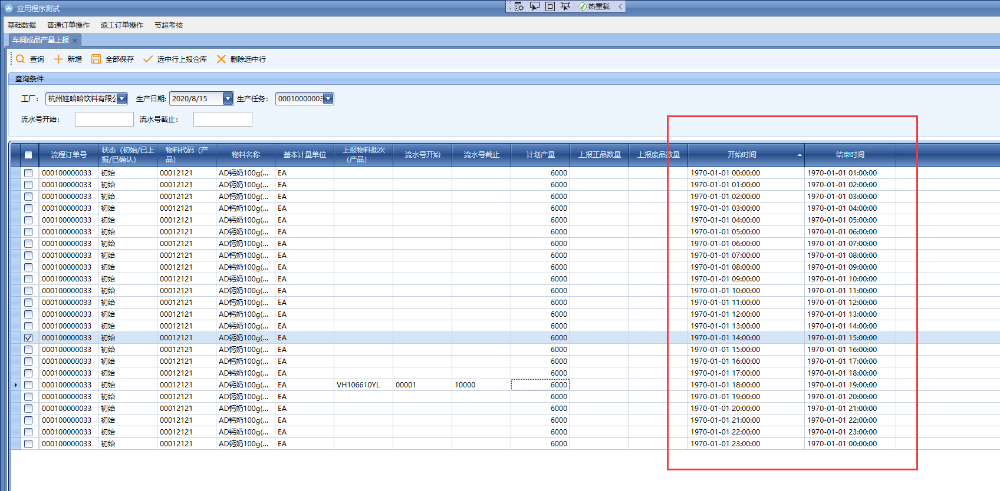 应用程序测试
热重载
基础数据 普通订单操作 返工订单操作 节超考核
车间成品产量上报
查询 新增 全部保存 选中行上报仓库 删除选中行
查询条件
工厂： 杭州娃哈哈饮料有限公 生产日期: 2020/8/15 生产任务： 00010000003
流水号开始： 流水号截止：
流程订单号 状态（初始/已上报/已确认） 物料代码（产品） 物料名称 基本计量单位 上报物料批次（产品） 流水号开始 流水号截止 计划产量 上报正品数量 上报废品数量 开始时间 结束时间
000100000033 初始 00012121 AD钙奶100g(... EA 6000 1970-01-01 00:00:00 1970-01-01 01:00:00
000100000033 初始 00012121 AD钙奶100g(... EA 6000 1970-01-01 01:00:00 1970-01-01 02:00:00
000100000033 初始 00012121 AD钙奶100g(... EA 6000 1970-01-01 02:00:00 1970-01-01 03:00:00
000100000033 初始 00012121 AD钙奶100g(... EA 6000 1970-01-01 03:00:00 1970-01-01 04:00:00
000100000033 初始 00012121 AD钙奶100g(... EA 6000 1970-01-01 04:00:00 1970-01-01 05:00:00
000100000033 初始 00012121 AD钙奶100g(... EA 6000 1970-01-01 05:00:00 1970-01-01 06:00:00
000100000033 初始 00012121 AD钙奶100g(... EA 6000 1970-01-01 06:00:00 1970-01-01 07:00:00
000100000033 初始 00012121 AD钙奶100g(... EA 6000 1970-01-01 07:00:00 1970-01-01 08:00:00
000100000033 初始 00012121 AD钙奶100g(... EA 6000 1970-01-01 08:00:00 1970-01-01 09:00:00
000100000033 初始 00012121 AD钙奶100g(... EA 6000 1970-01-01 09:00:00 1970-01-01 10:00:00
000100000033 初始 00012121 AD钙奶100g(... EA 6000 1970-01-01 10:00:00 1970-01-01 11:00:00
000100000033 初始 00012121 AD钙奶100g(... EA 6000 1970-01-01 11:00:00 1970-01-01 12:00:00
000100000033 初始 00012121 AD钙奶100g(... EA 6000 1970-01-01 12:00:00 1970-01-01 13:00:00
000100000033 初始 00012121 AD钙奶100g(... EA 6000 1970-01-01 13:00:00 1970-01-01 14:00:00
000100000033 初始 00012121 AD钙奶100g(... EA 6000 1970-01-01 14:00:00 1970-01-01 15:00:00
000100000033 初始 00012121 AD钙奶100g(... EA 6000 1970-01-01 15:00:00 1970-01-01 16:00:00
000100000033 初始 00012121 AD钙奶100g(... EA 6000 1970-01-01 16:00:00 1970-01-01 17:00:00
000100000033 初始 00012121 AD钙奶100g(... EA 6000 1970-01-01 17:00:00 1970-01-01 18:00:00
000100000033 初始 00012121 AD钙奶100g(... EA VH106610YL 00001 10000 6000 1970-01-01 18:00:00 1970-01-01 19:00:00
000100000033 初始 00012121 AD钙奶100g(... EA 6000 1970-01-01 19:00:00 1970-01-01 20:00:00
000100000033 初始 00012121 AD钙奶100g(... EA 6000 1970-01-01 20:00:00 1970-01-01 21:00:00
000100000033 初始 00012121 AD钙奶100g(... EA 6000 1970-01-01 21:00:00 1970-01-01 22:00:00
000100000033 初始 00012121 AD钙奶100g(... EA 6000 1970-01-01 22:00:00 1970-01-01 23:00:00
000100000033 初始 00012121 AD钙奶100g(... EA 6000 1970-01-01 23:00:00 1970-01-01 00:00:00